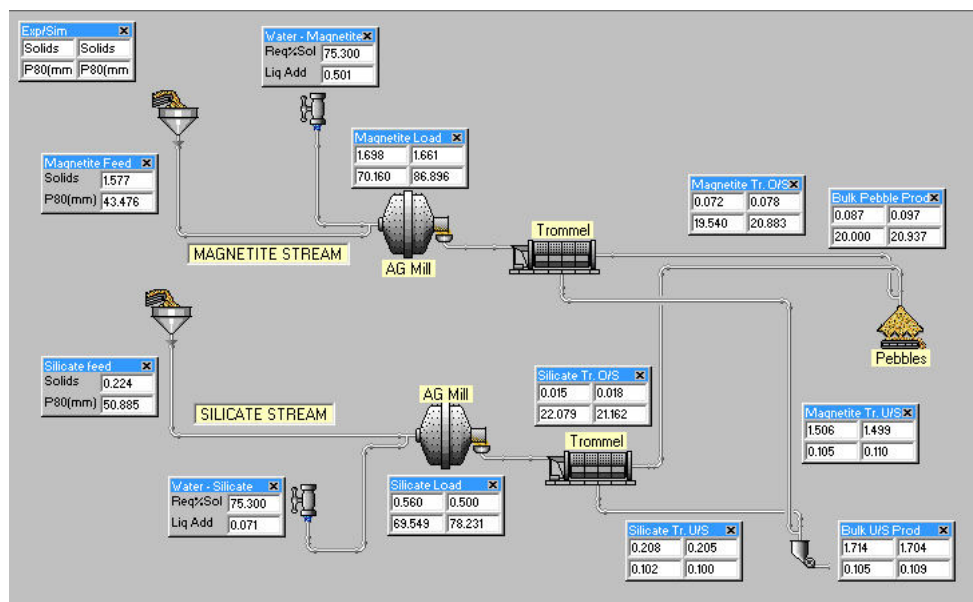 Exp/Sim
Solids Solids
P80(mm P80(mm
Water - Magnetite
Req%Sol 75.300
Liq Add 0.501
Magnetite Load
1.698 1.661
70.160 86.896
Magnetite Feed
Solids 1.577
P80(mm) 43.476
Magnetite Tr. O/S
0.072 0.078
19.540 20.883
Bulk Pebble Prod
0.087 0.097
20.000 20.937
Trommel
MAGNETITE STREAM
AG Mill
Pebbles
Silicate feed
Solids 0.224
P80(mm) 50.885
Silicate Tr. O/S
0.015 0.018
22.079 21.162
AG Mill
SILICATE STREAM
Magnetite Tr. U/S
1.506 1.499
0.105 0.110
Trommel
Water - Silicate
Req%Sol 75.300
Liq Add 0.071
Silicate Load
0.560 0.500
69.549 78.231
Silicate Tr. U/S
0.208 0.205
0.102 0.100
Bulk U/S Prod
1.714 1.704
0.105 0.109